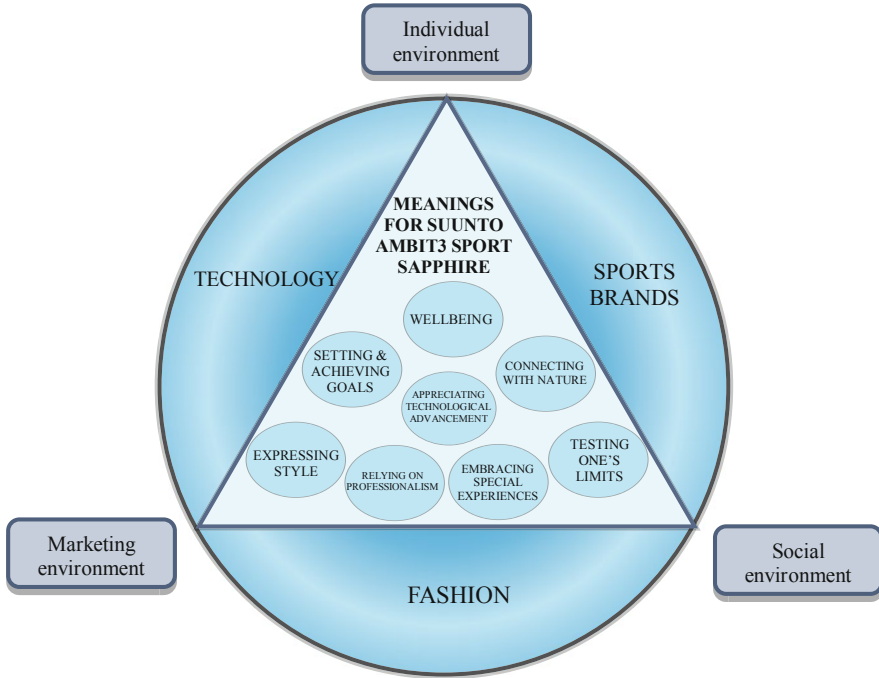 Individual
environment
MEANINGS
FOR SUUNTO
AMBIT3 SPORT
SAPPHIRE
TECHNOLOGY
SPORTS
BRANDS
WELLBEING
SETTING &
ACHIEVING
GOALS
CONNECTING
WITH NATURE
APPRECIATING
TECHNOLOGICAL
ADVANCEMENT
EXPRESSING
STYLE
RELYING ON
PROFESSIONALISM
EMBRACING
SPECIAL
EXPERIENCES
TESTING
ONE'S
LIMITS
Marketing
environment
Social
environment
FASHION